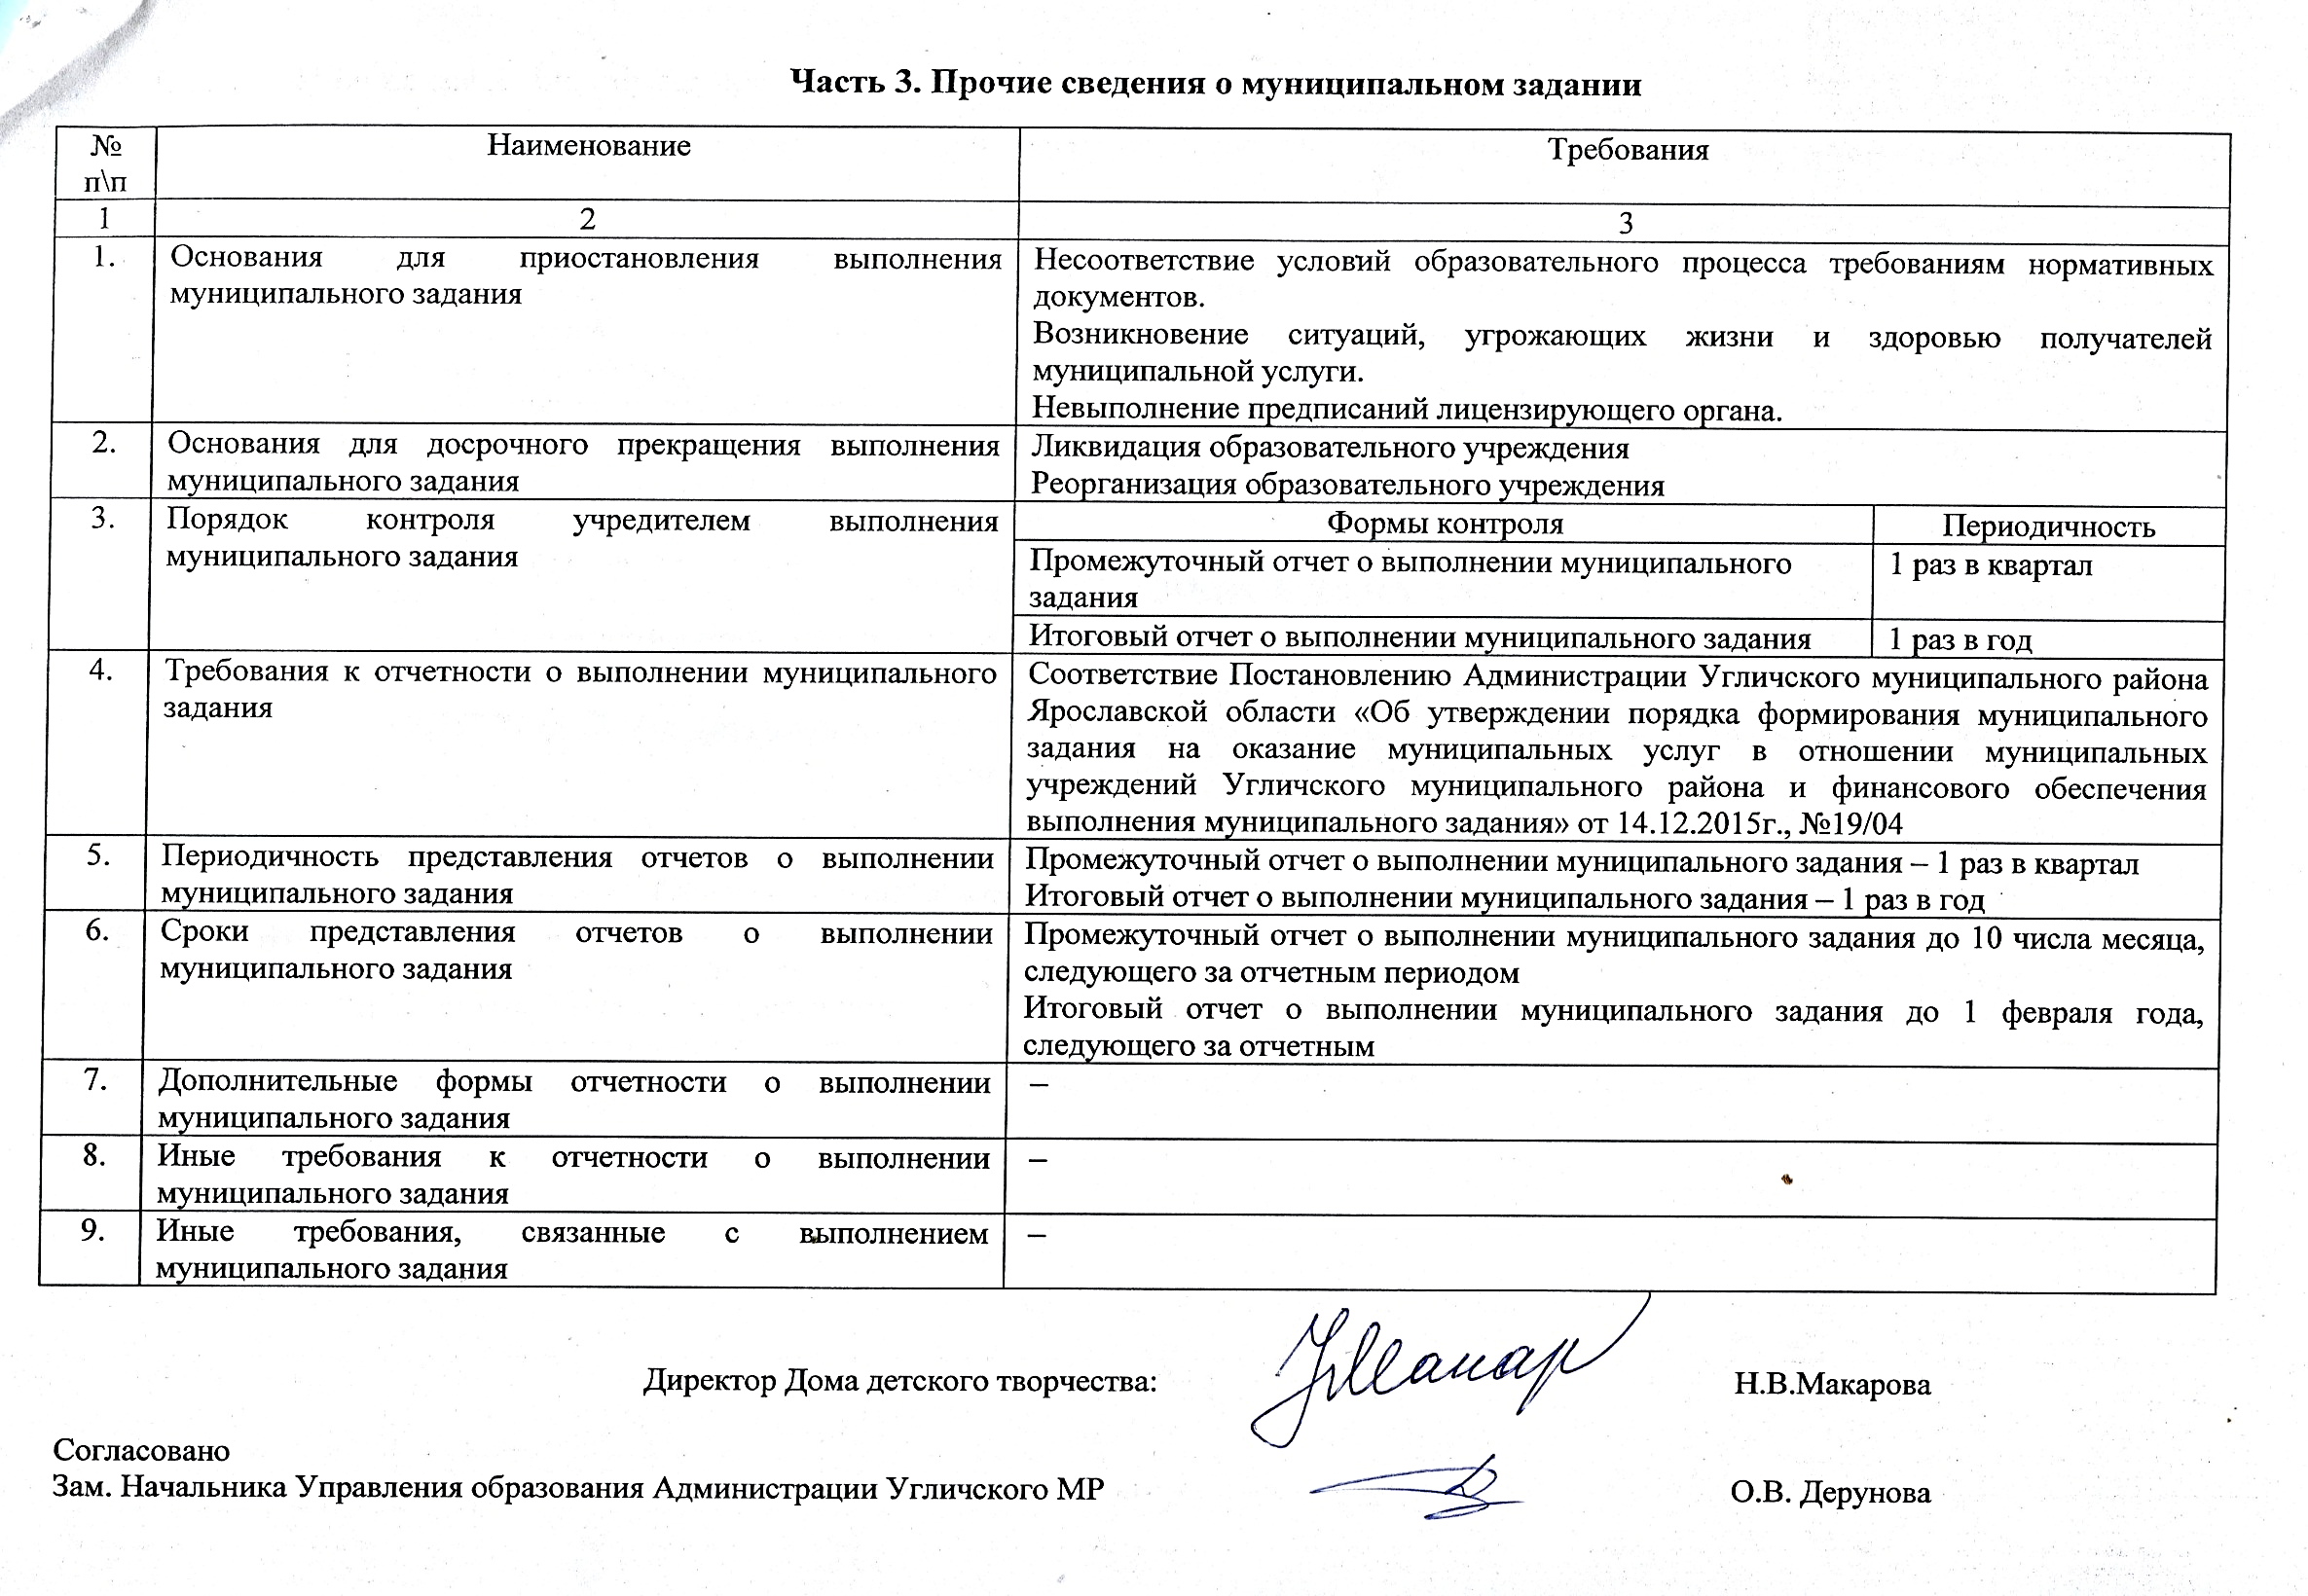 Часть 3. Прочие сведения о муниципальном задании
№ Наименование Требования
п\п
1 2 3
1. Основания для приостановления выполнения
муниципального задания
Несоответствие условий образовательного процесса требованиям нормативных
документов.
Возникновение ситуаций, угрожающих жизни и здоровью получателей
муниципальной услуги.
Невыполнение предписаний лицензирующего органа.
2. Основания для досрочного прекращения выполнения
муниципального задания
Ликвидация образовательного учреждения
Реорганизация образовательного учреждения
3. Порядок контроля учредителем выполнения
муниципального задания
Формы контроля Периодичность
Промежуточный отчет о выполнении муниципального
задания
1 раз в квартал
Итоговый отчет о выполнении муниципального задания 1 раз в год
4. Требования к отчетности о выполнении муниципального
задания
Соответствие Постановлению Администрации Угличского муниципального района
Ярославской области «Об утверждении порядка формирования муниципального
задания на оказание муниципальных услуг в отношении муниципальных
учреждений Угличского муниципального района и финансового обеспечения
выполнения муниципального задания» от 14.12.2015г., №19/04
5. Периодичность представления отчетов о выполнении
муниципального задания
Промежуточный отчет о выполнении муниципального задания – 1 раз в квартал
Итоговый отчет о выполнении муниципального задания – 1 раз в год
6. Сроки представления отчетов о выполнении
муниципального задания
Промежуточный отчет о выполнении муниципального задания до 10 числа месяца,
следующего за отчетным периодом
Итоговый отчет о выполнении муниципального задания до 1 февраля года,
следующего за отчетным
7. Дополнительные формы отчетности о выполнении
муниципального задания
–
8. Иные требования к отчетности о выполнении
муниципального задания
–
9. Иные требования, связанные с выполнением
муниципального задания
–
Директор Дома детского творчества: Н.В.Макарова
Согласовано
Зам. Начальника Управления образования Администрации Угличского МР О.В. Дерунова